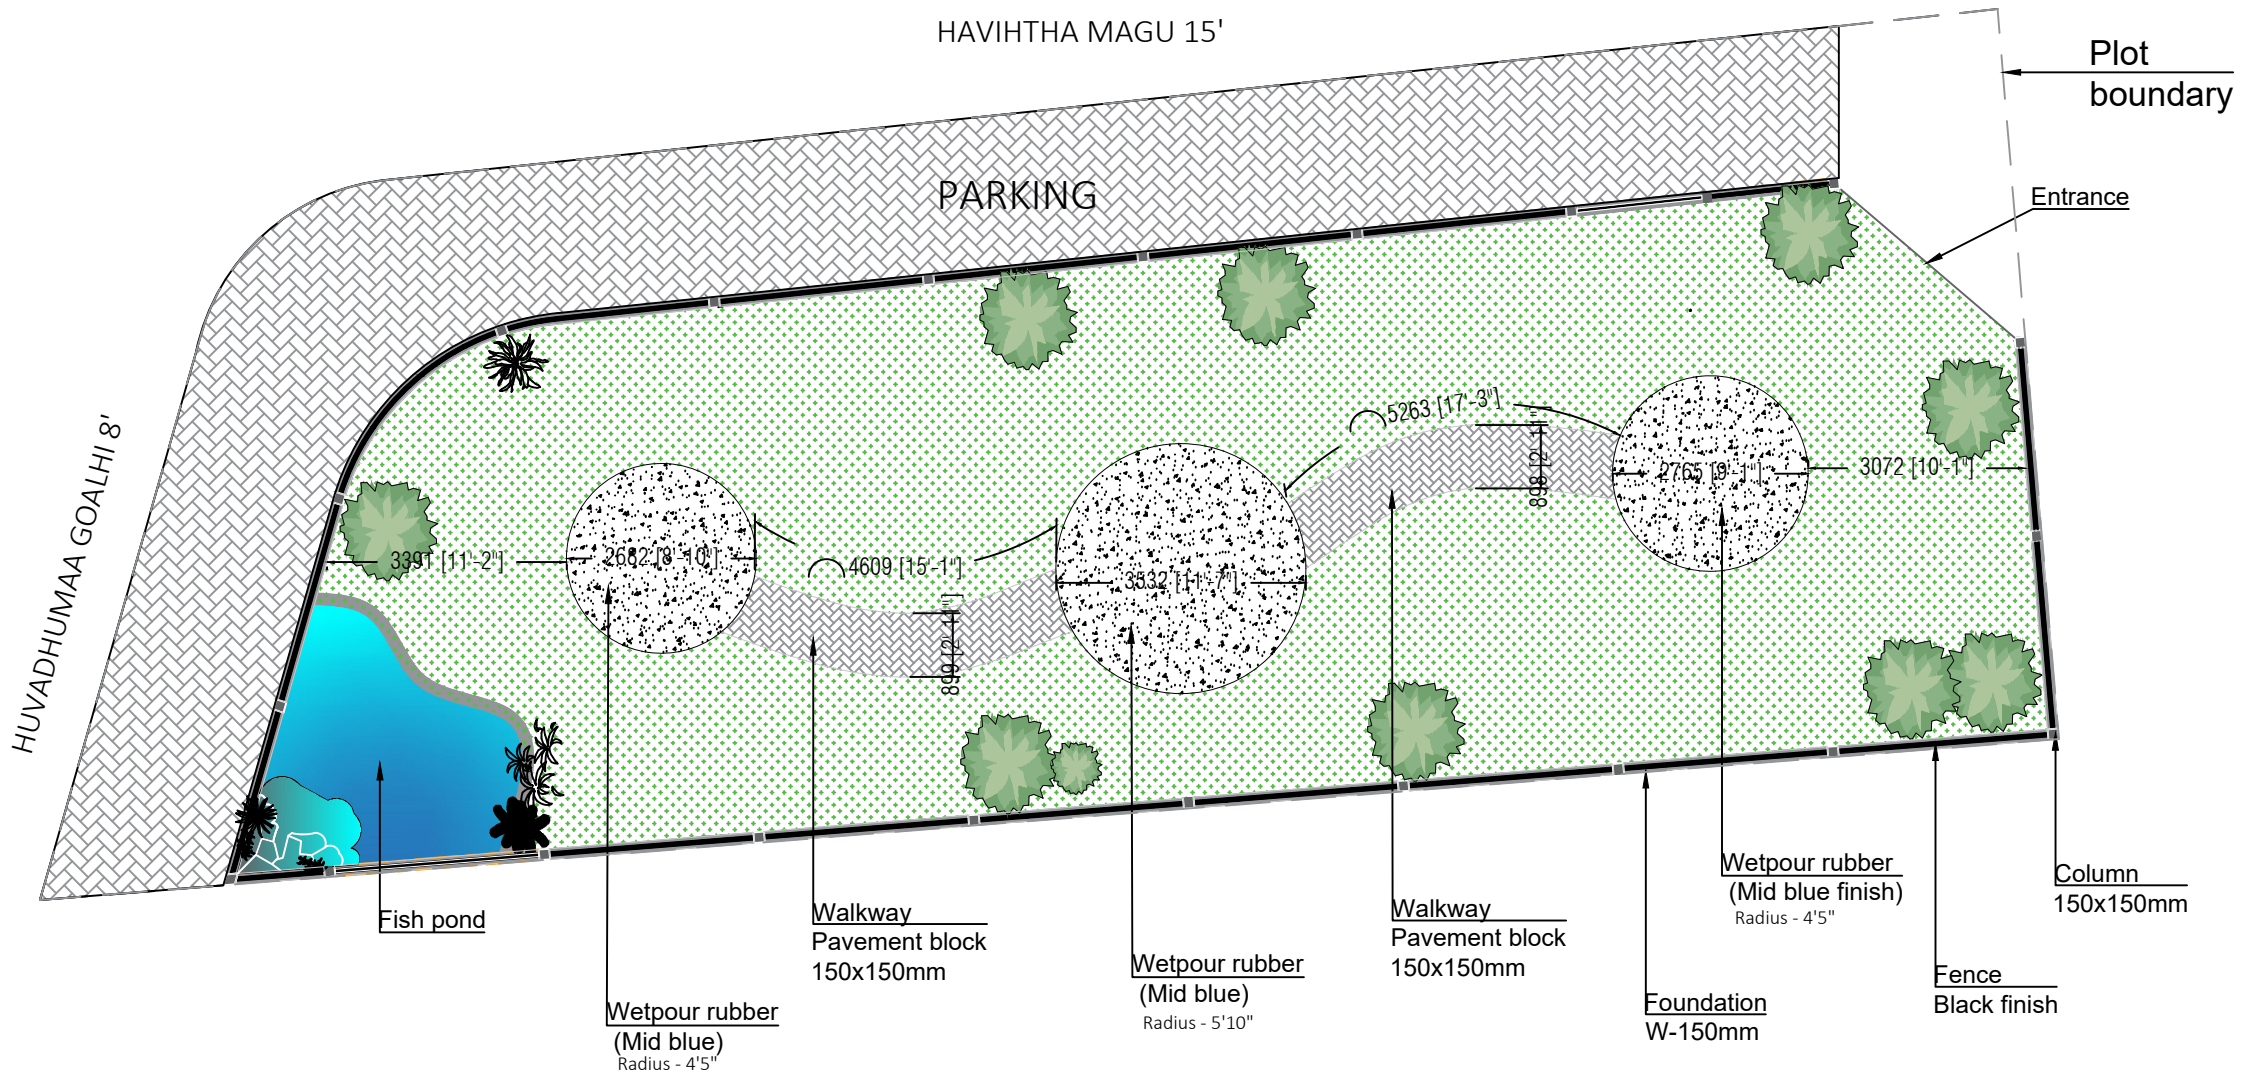 HAVIHTHA MAGU 15'
Plot
boundary
PARKING
Entrance
HUVADHUMAA GOALHI 8'
5263 [17'-3"]
898 [2'-11"]
2765 [9'-1"]
3072 [10'-1"]
3391 [11'-2"]
2682 [8'-10"]
4609 [15'-1"]
3532 [11'-7"]
899 [2'-11"]
Fish pond
Walkway
Pavement block
150x150mm
Wetpour rubber
(Mid blue)
Radius - 4'5"
Wetpour rubber
(Mid blue)
Radius - 5'10"
Walkway
Pavement block
150x150mm
Wetpour rubber
(Mid blue finish)
Radius - 4'5"
Foundation
W-150mm
Fence
Black finish
Column
150x150mm